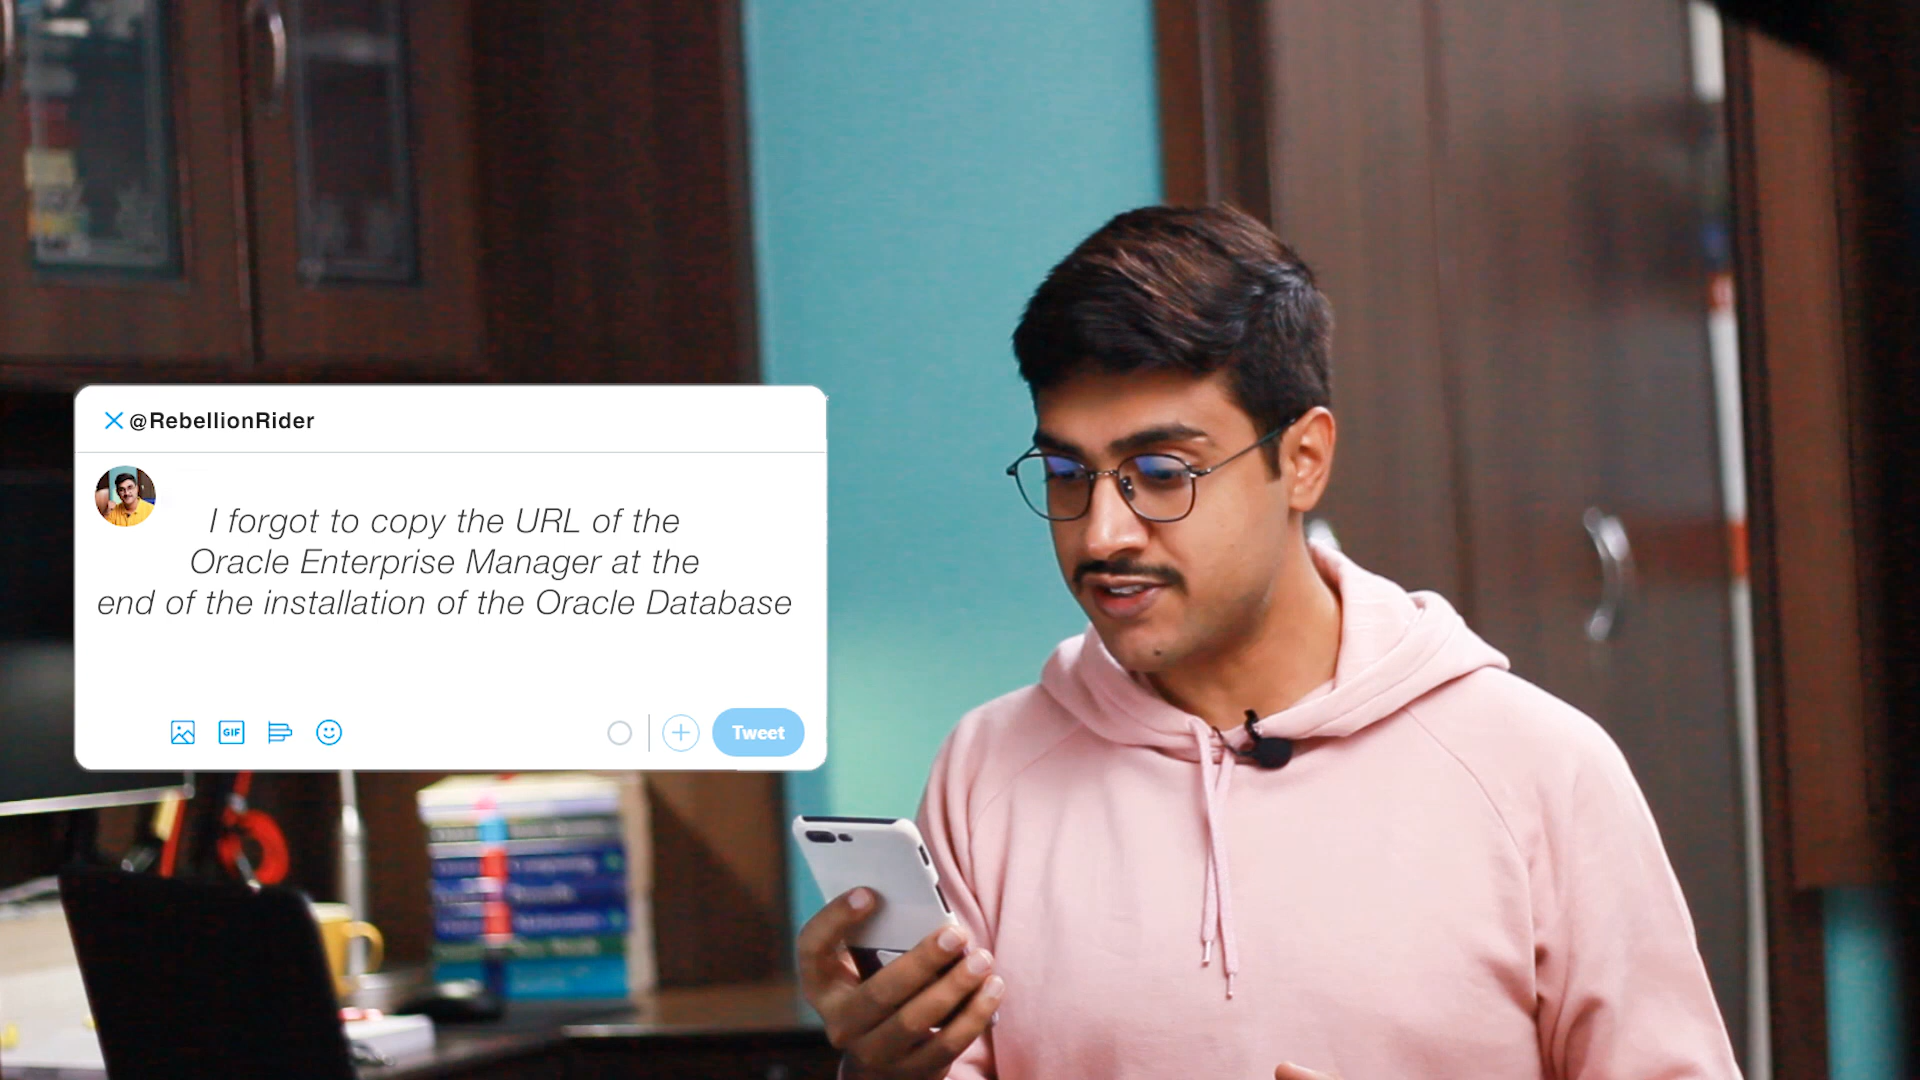 @RebellionRider
I forgot to copy the URL of the
Oracle Enterprise Manager at the
end of the installation of the Oracle Database
GIF
Tweet